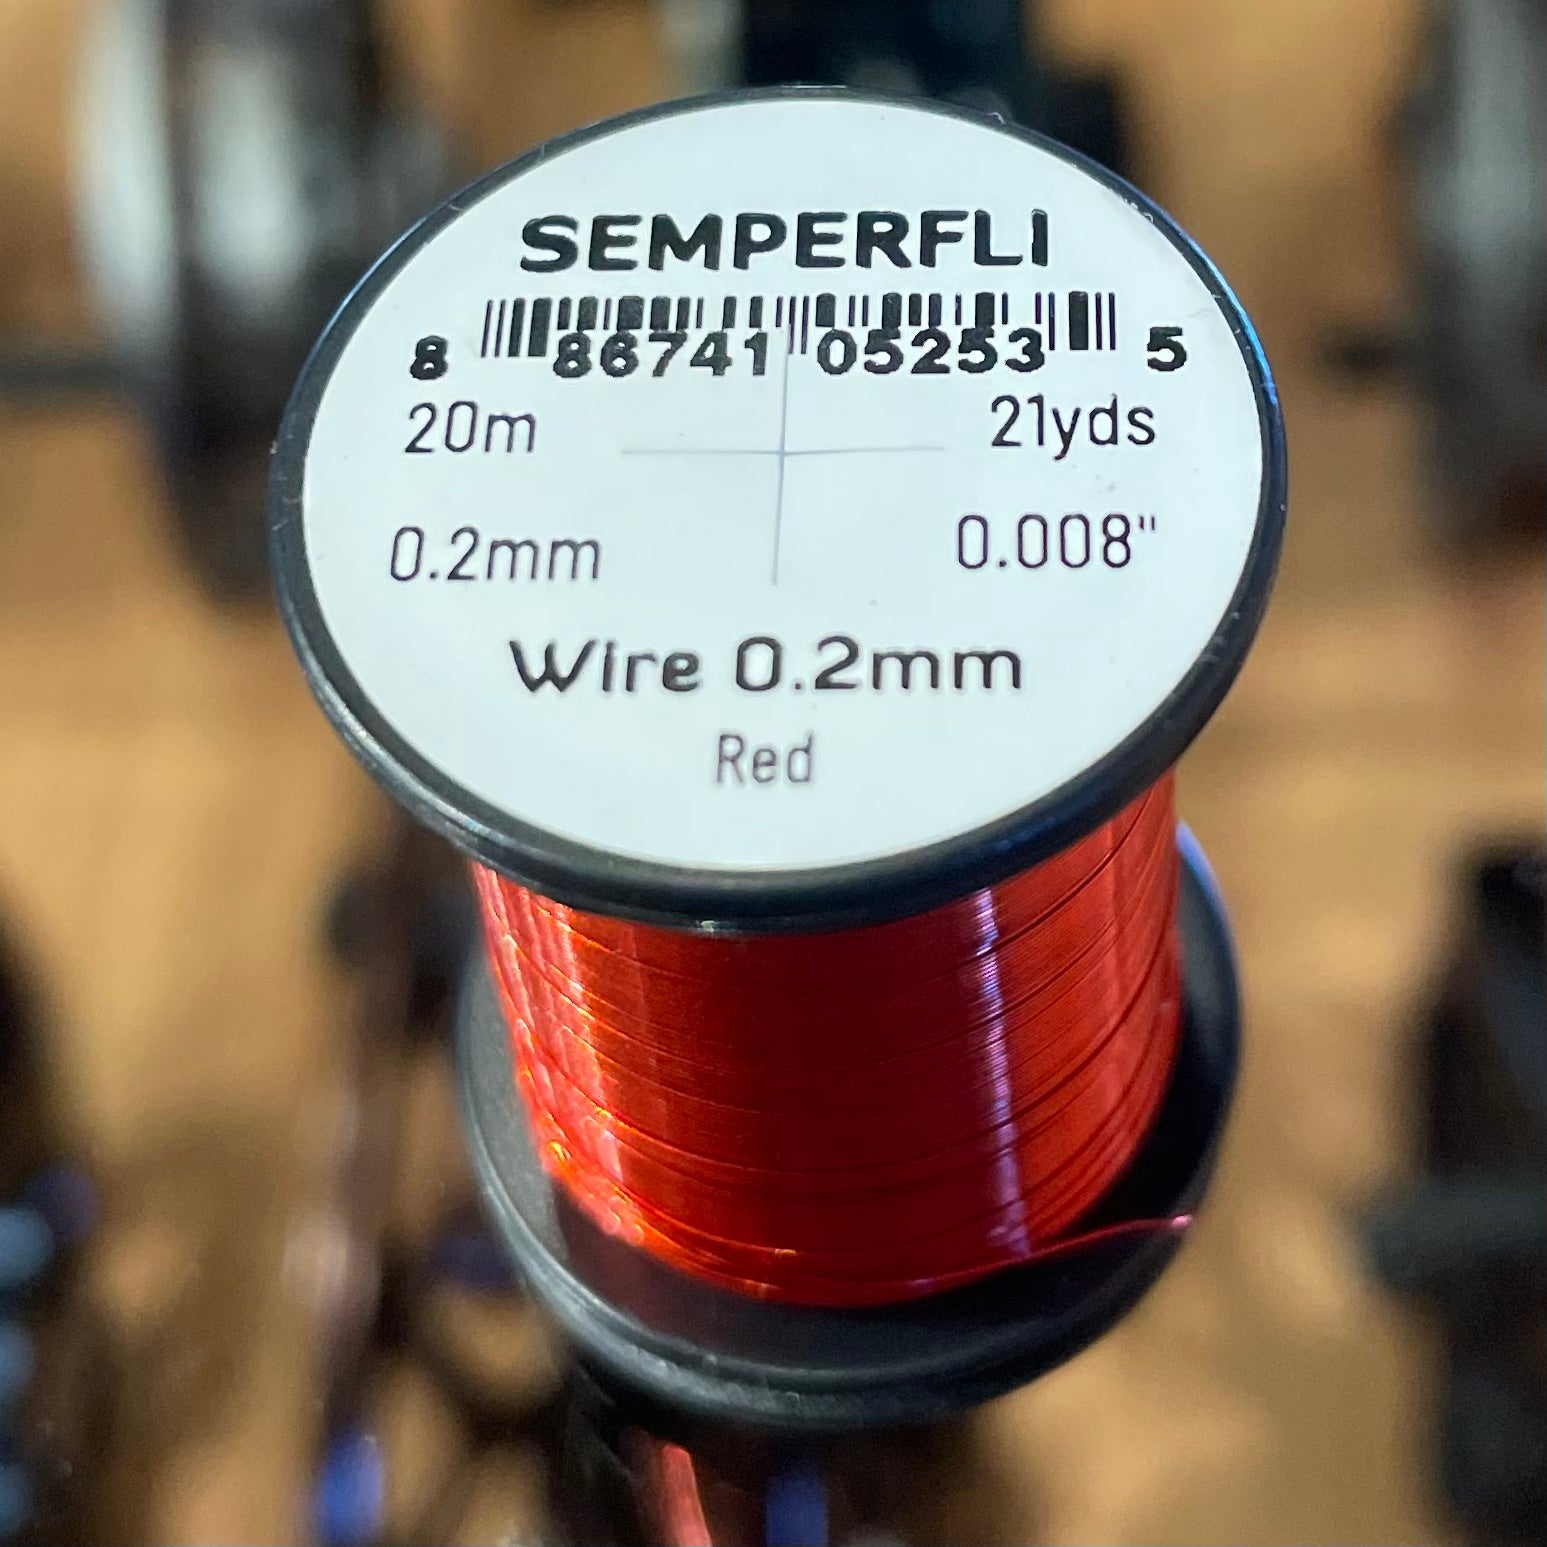 SEMPERFLI
8 86741 05253 5
20m 21yds
0.2mm 0.008"
Wire 0.2mm
Red